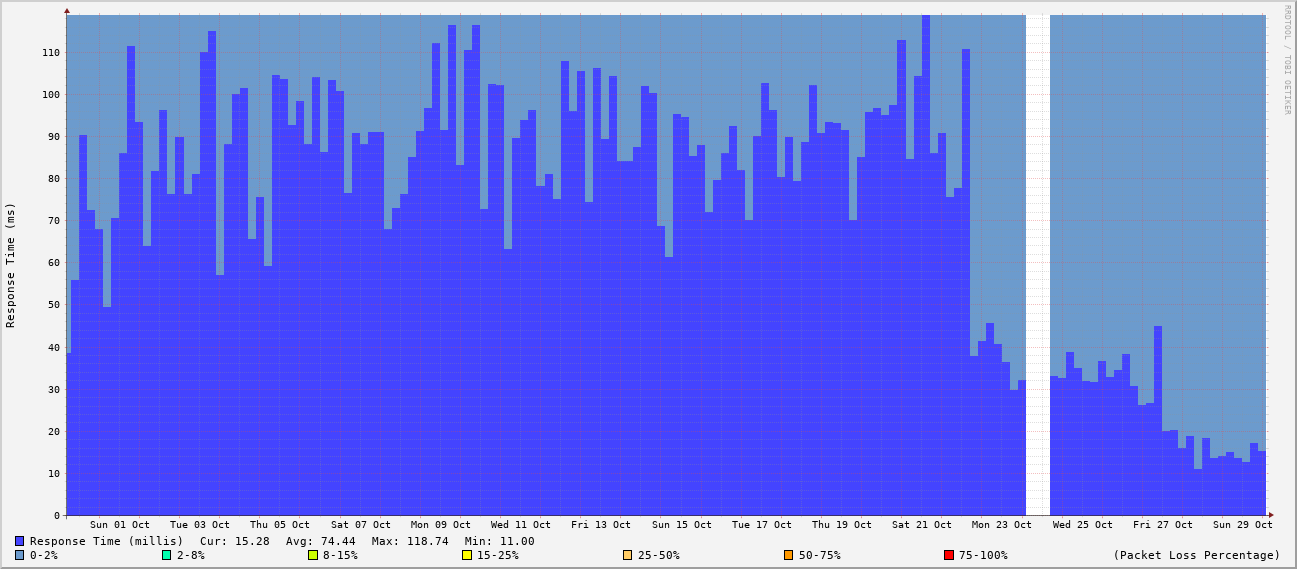 RRDTOOL / TOBI OETIKER
Response Time (ms)
110
100
90
80
70
60
50
40
30
20
10
0
Sun 01 Oct Tue 03 Oct Thu 05 Oct Sat 07 Oct Mon 09 Oct Wed 11 Oct Fri 13 Oct Sun 15 Oct Tue 17 Oct Thu 19 Oct Sat 21 Oct Mon 23 Oct Wed 25 Oct Fri 27 Oct Sun 29 Oct
Response Time (millis) Cur: 15.28 Avg: 74.44 Max: 118.74 Min: 11.00
0-2% 2-8% 8-15% 15-25% 25-50% 50-75% 75-100% (Packet Loss Percentage)